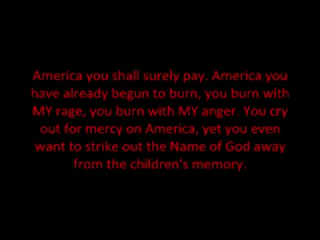 America you shall surely pay. America you
have already begun to burn, you burn with
MY rage, you burn with MY anger. You cry
out for mercy on America, yet you even
want to strike out the Name of God away
from the children's memory.